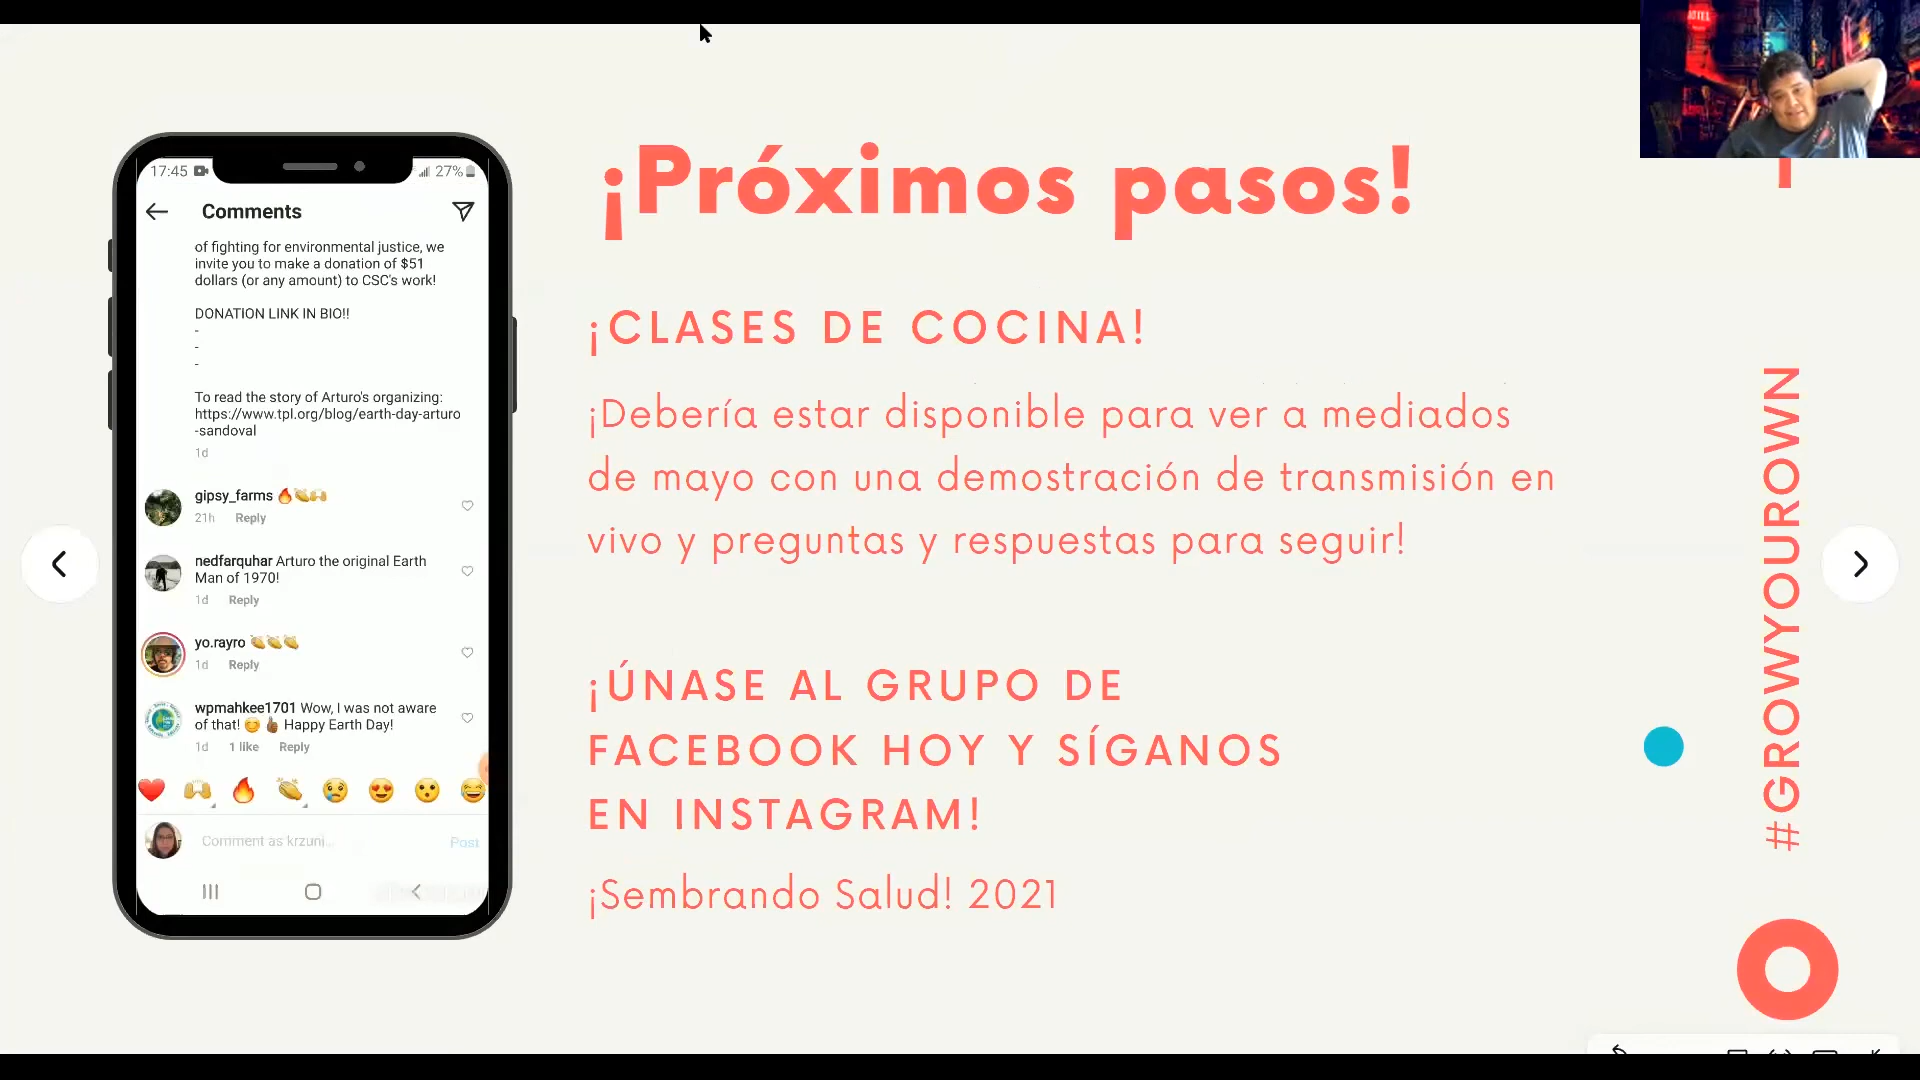 HOTEL
17:45
27%
Comments
of fighting for environmental justice, we
invite you to make a donation of $51
dollars (or any amount) to CSC's work!
DONATION LINK IN BIO!!
-
-
-
To read the story of Arturo's organizing:
https://www.tpl.org/blog/earth-day-arturo
-sandoval
1d
gipsy_farms 🔥👏🙌
21h Reply
nedfarquhar Arturo the original Earth
Man of 1970!
1d Reply
yo.rayro 👏👏👏
1d Reply
wpmahkee1701 Wow, I was not aware
of that! 😊👍🏾 Happy Earth Day!
1d 1 like Reply
❤️🙌🔥👏😢😍😮😂
Comment as krzuni...
Post
¡Próximos pasos!
¡CLASES DE COCINA!
¡Debería estar disponible para ver a mediados
de mayo con una demostración de transmisión en
vivo y preguntas y respuestas para seguir!
¡ÚNASE AL GRUPO DE
FACEBOOK HOY Y SÍGANOS
EN INSTAGRAM!
¡Sembrando Salud! 2021
#GROWYOUROWN